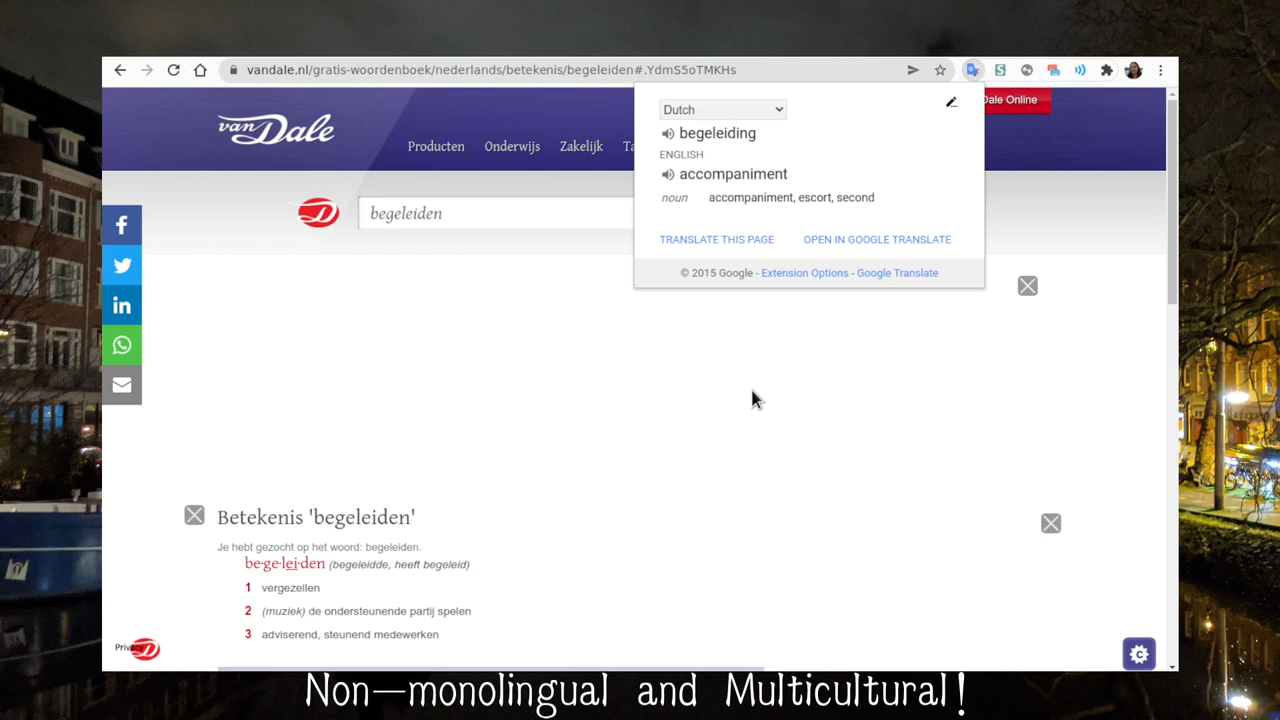 vandale.nl/gratis-woordenboek/nederlands/betekenis/begeleiden#.YdmS5oTMKHs
Dutch
Dale Online
begeleiding
ENGLISH
accompaniment
noun accompaniment, escort, second
TRANSLATE THIS PAGE OPEN IN GOOGLE TRANSLATE
© 2015 Google - Extension Options - Google Translate
van Dale
Producten Onderwijs Zakelijk Ta
begeleiden
Betekenis 'begeleiden'
Je hebt gezocht op het woord: begeleiden.
be·ge·lei·den (begeleidde, heeft begeleid)
1 vergezellen
2 (muziek) de ondersteunende partij spelen
3 adviserend, steunend medewerken
Non—monolingual and Multicultural!